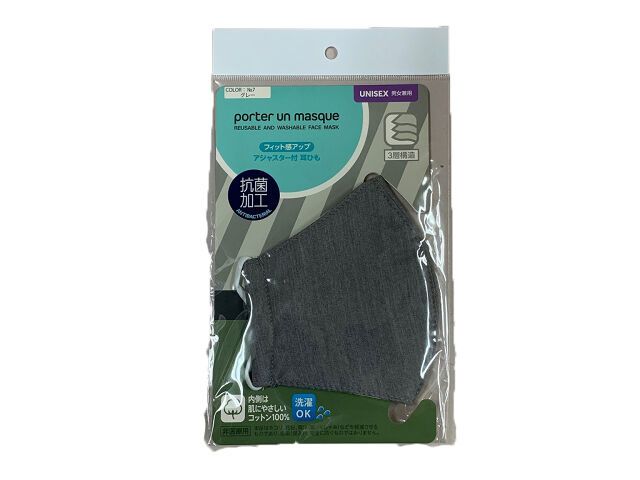 COLOR : №7
グレー
UNISEX 男女兼用
porter un masque
REUSABLE AND WASHABLE FACE MASK
フィット感アップ
アジャスター付 耳ひも
3層構造
抗菌
加工
ANTIBACTERIAL
内側は
肌にやさしい
コットン100%
洗濯
OK
非医療用